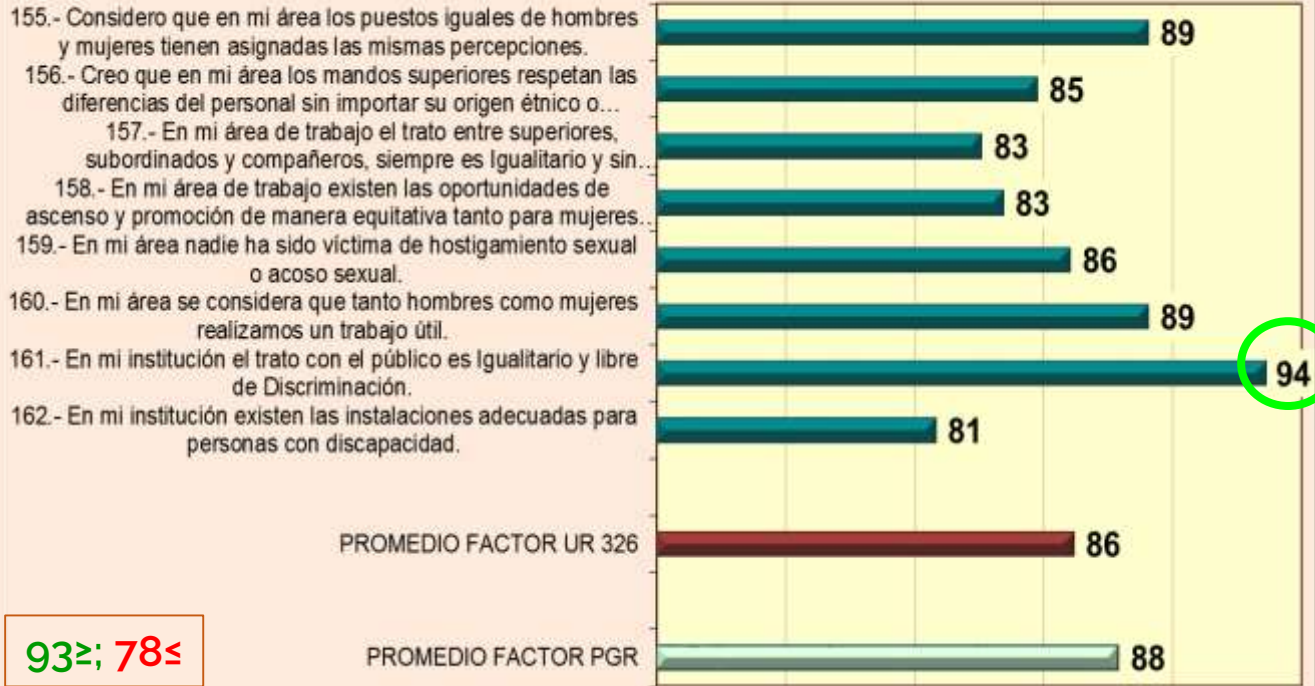 155.- Considero que en mi área los puestos iguales de hombres
y mujeres tienen asignadas las mismas percepciones.
89
156.- Creo que en mi área los mandos superiores respetan las
diferencias del personal sin importar su origen étnico o...
85
157.- En mi área de trabajo el trato entre superiores,
subordinados y compañeros, siempre es Igualitario y sin...
83
158.- En mi área de trabajo existen las oportunidades de
ascenso y promoción de manera equitativa tanto para mujeres...
83
159.- En mi área nadie ha sido víctima de hostigamiento sexual
o acoso sexual.
86
160.- En mi área se considera que tanto hombres como mujeres
realizamos un trabajo útil.
89
161.- En mi institución el trato con el público es Igualitario y libre
de Discriminación.
94
162.- En mi institución existen las instalaciones adecuadas para
personas con discapacidad.
81
PROMEDIO FACTOR UR 326
86
93≥; 78≤
PROMEDIO FACTOR PGR
88